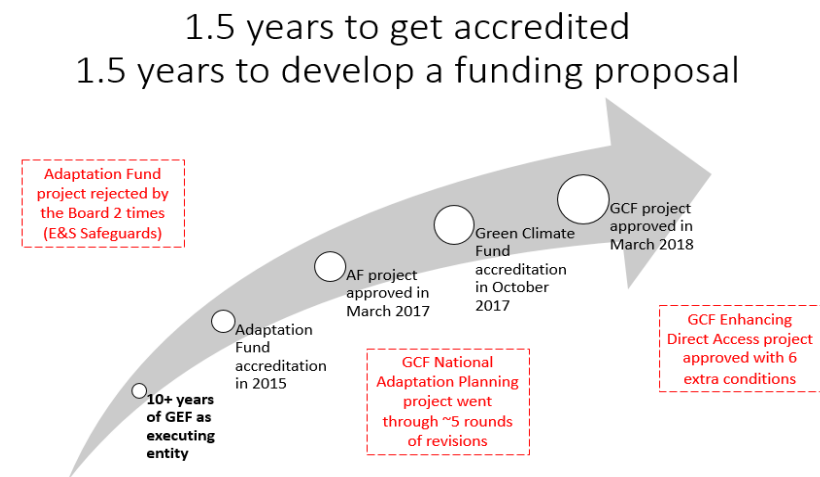 1.5 years to get accredited
1.5 years to develop a funding proposal
Adaptation Fund
project rejected by
the Board 2 times
(E&S Safeguards)
10+ years
of GEF as
executing
entity
Adaptation
Fund
accreditation
in 2015
AF project
approved in
March 2017
Green Climate
Fund
accreditation
in October
2017
GCF project
approved in
March 2018
GCF National
Adaptation Planning
project went
through ~5 rounds
of revisions
GCF Enhancing
Direct Access project
approved with 6
extra conditions